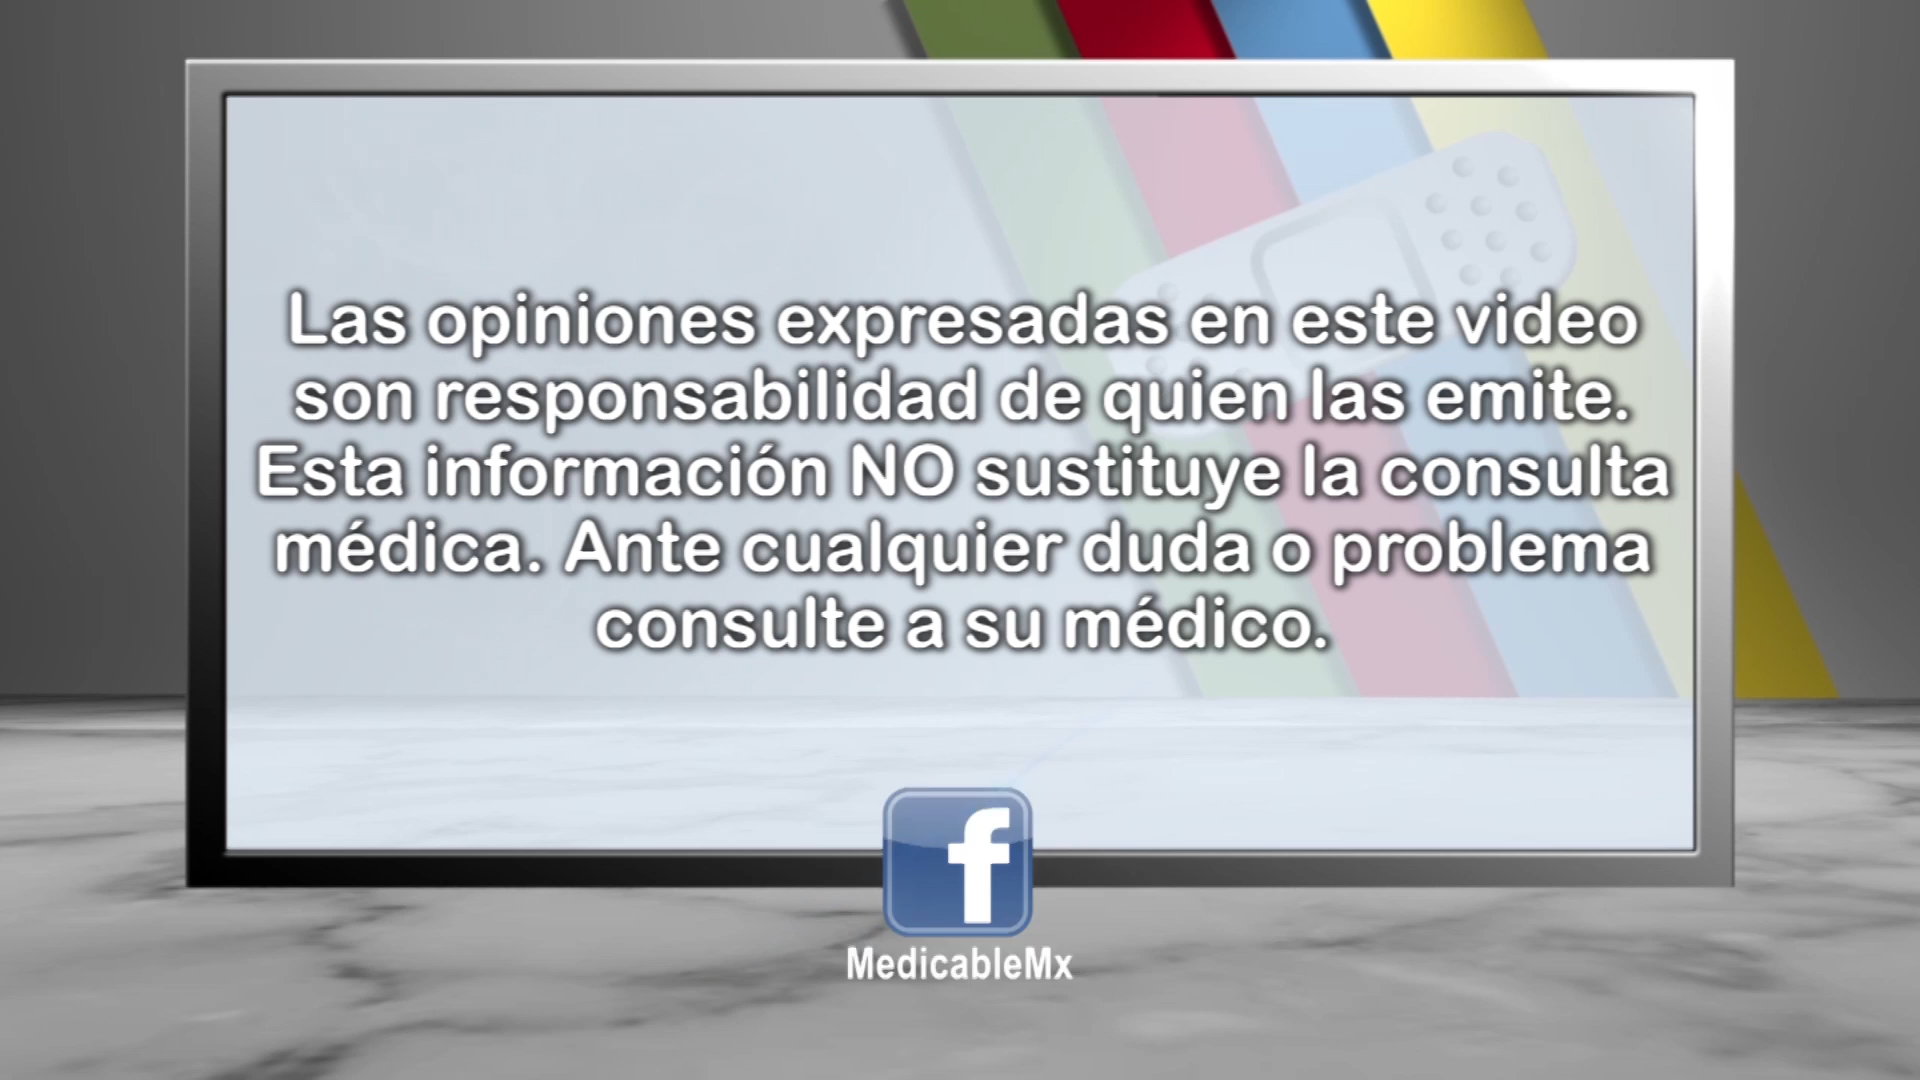 Las opiniones expresadas en este video
son responsabilidad de quien las emite.
Esta información NO sustituye la consulta
médica. Ante cualquier duda o problema
consulte a su médico.
f
MedicableMx